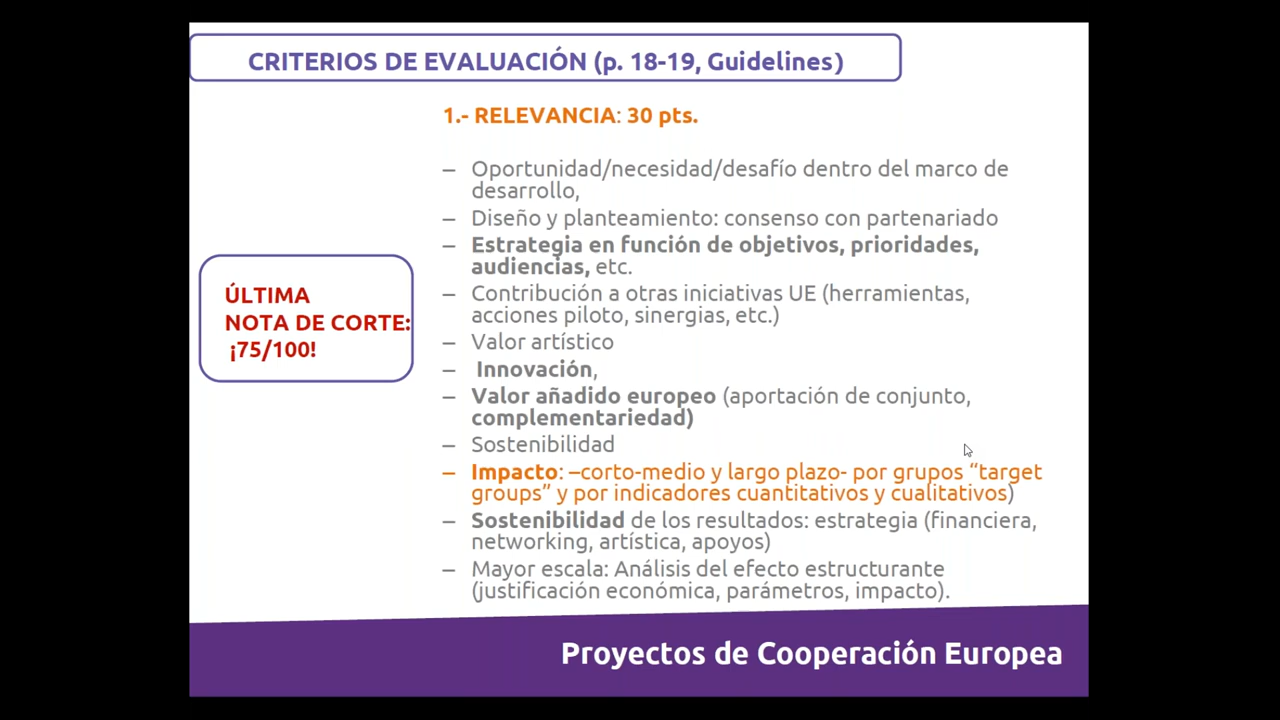 CRITERIOS DE EVALUACIÓN (p. 18-19, Guidelines)
1.- RELEVANCIA: 30 pts.
– Oportunidad/necesidad/desafío dentro del marco de
desarrollo,
– Diseño y planteamiento: consenso con partenariado
– Estrategia en función de objetivos, prioridades,
audiencias, etc.
– Contribución a otras iniciativas UE (herramientas,
acciones piloto, sinergias, etc.)
– Valor artístico
– Innovación,
– Valor añadido europeo (aportación de conjunto,
complementariedad)
– Sostenibilidad
– Impacto: –corto-medio y largo plazo- por grupos “target
groups” y por indicadores cuantitativos y cualitativos)
– Sostenibilidad de los resultados: estrategia (financiera,
networking, artística, apoyos)
– Mayor escala: Análisis del efecto estructurante
(justificación económica, parámetros, impacto).
ÚLTIMA
NOTA DE CORTE:
¡75/100!
Proyectos de Cooperación Europea